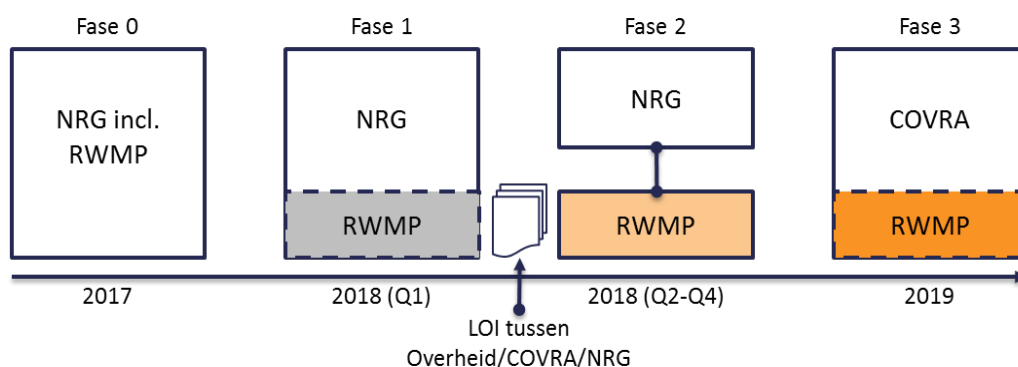 Fase 0
Fase 1
Fase 2
Fase 3
NRG incl.
RWMP
NRG
RWMP
NRG
RWMP
COVRA
RWMP
2017
2018 (Q1)
2018 (Q2-Q4)
2019
LOI tussen
Overheid/COVRA/NRG